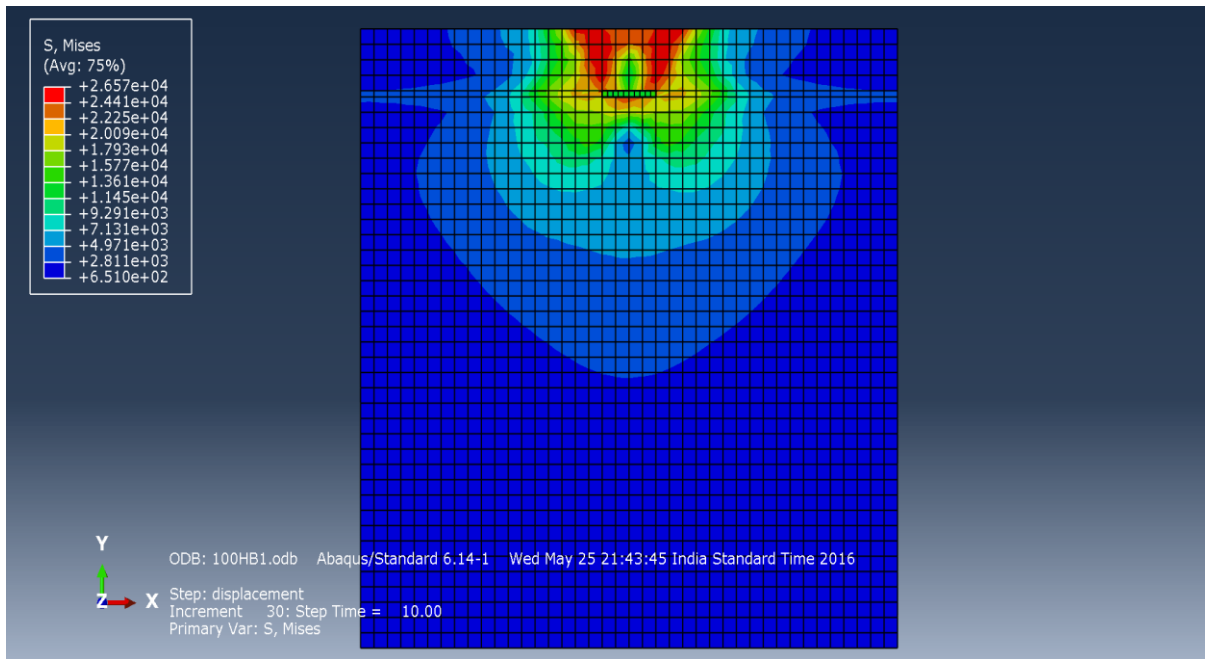 S, Mises
(Avg: 75%)
+2.657e+04
+2.441e+04
+2.225e+04
+2.009e+04
+1.793e+04
+1.577e+04
+1.361e+04
+1.145e+04
+9.291e+03
+7.131e+03
+4.971e+03
+2.811e+03
+6.510e+02
Y
Z X
ODB: 100HB1.odb Abaqus/Standard 6.14-1 Wed May 25 21:43:45 India Standard Time 2016
Step: displacement
Increment 30: Step Time = 10.00
Primary Var: S, Mises